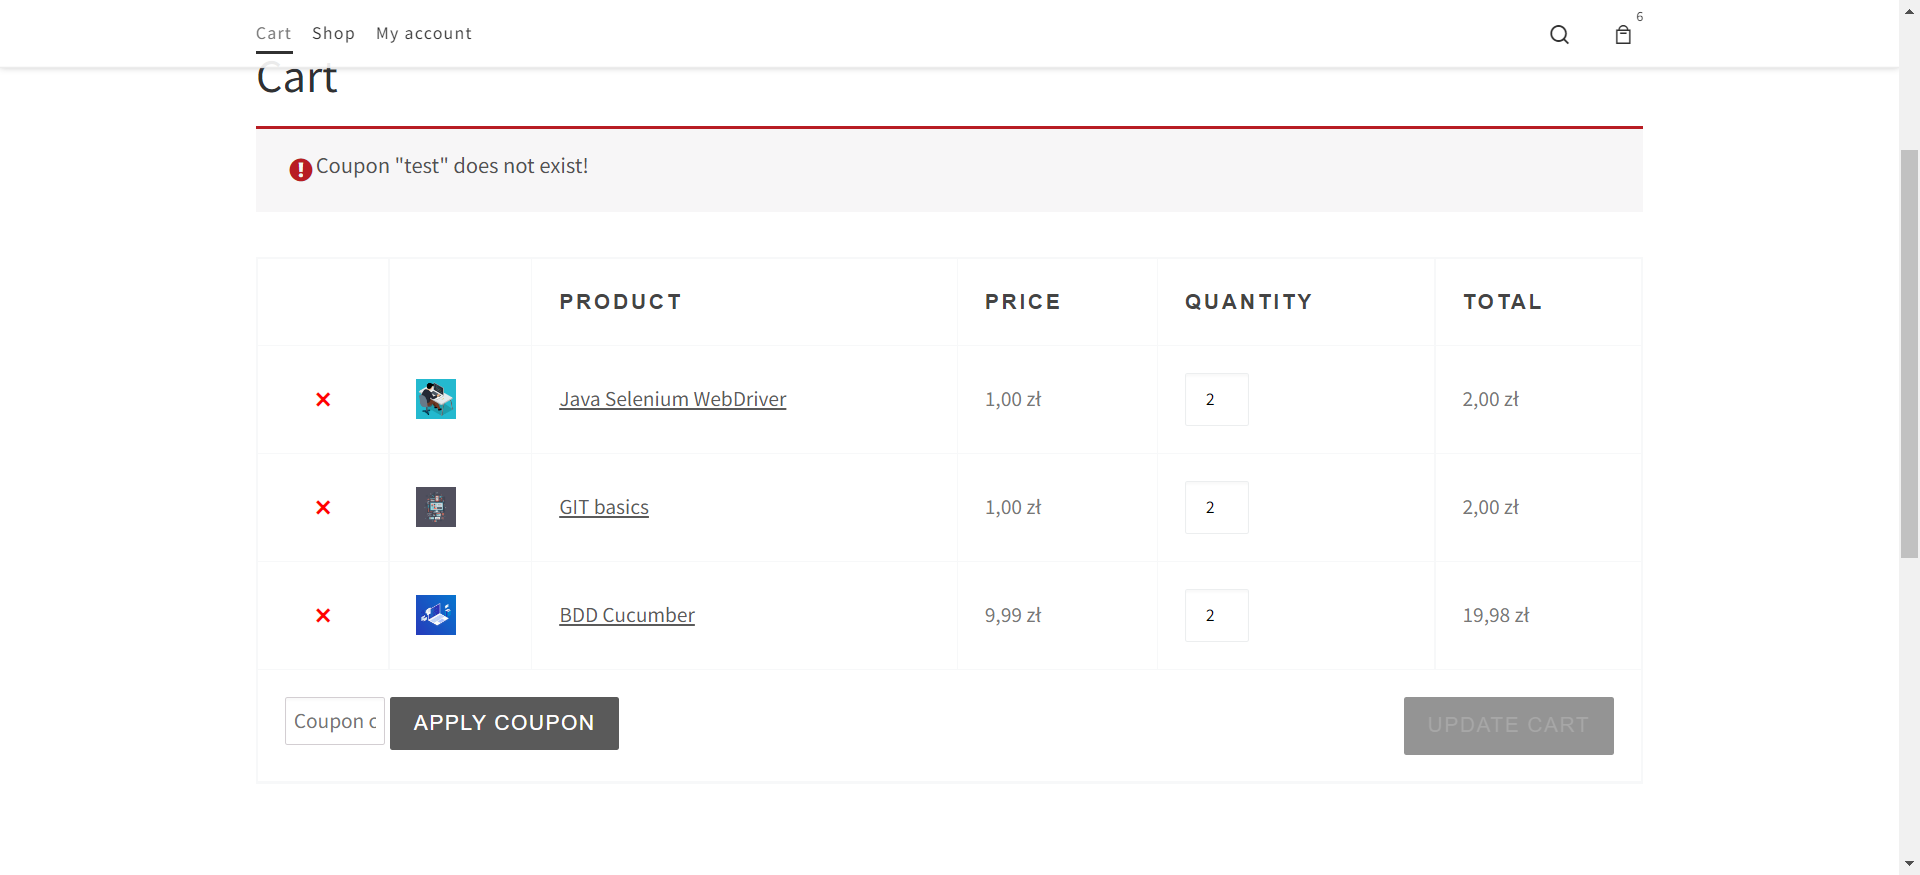 Cart Shop My account 6
Cart
Coupon "test" does not exist!
PRODUCT PRICE QUANTITY TOTAL
× Java Selenium WebDriver 1,00 zł 2 2,00 zł
× GIT basics 1,00 zł 2 2,00 zł
× BDD Cucumber 9,99 zł 2 19,98 zł
Coupon c APPLY COUPON UPDATE CART